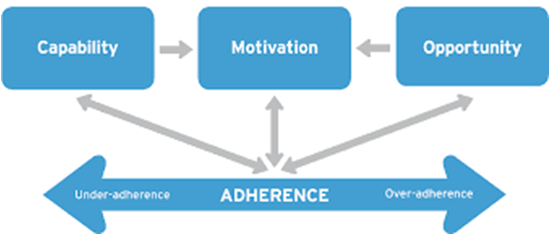 Capability
Motivation
Opportunity
Under-adherence
ADHERENCE
Over-adherence